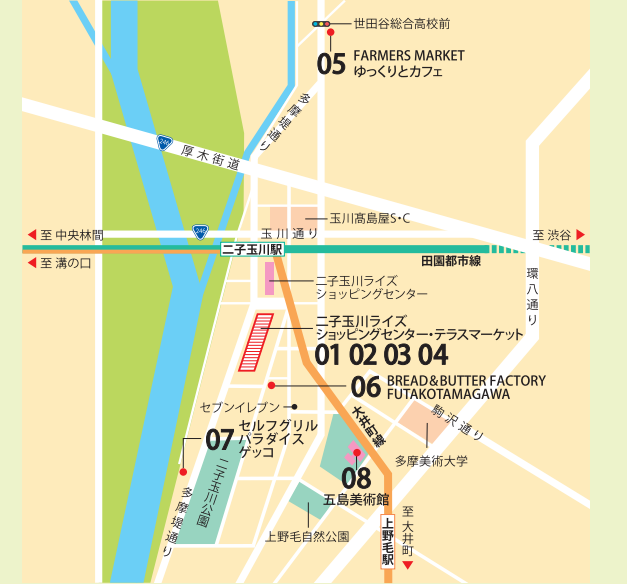 世田谷総合高校前
05 FARMERS MARKET
ゆっくりとカフェ
多摩堤通り
246
厚木街道
玉川髙島屋S・C
246
至 中央林間
玉川通り
至 渋谷
二子玉川駅
至 溝の口
田園都市線
環八通り
二子玉川ライズ
ショッピングセンター
二子玉川ライズ
ショッピングセンター・テラスマーケット
01 02 03 04
06 BREAD&BUTTER FACTORY
FUTAKOTAMAGAWA
セブンイレブン
大井町線
駒沢通り
07 セルフグリル
パラダイス
ゲッコ
多摩美術大学
二子玉川公園
08
五島美術館
多摩堤通り
上野毛自然公園
上野毛駅
至 大井町